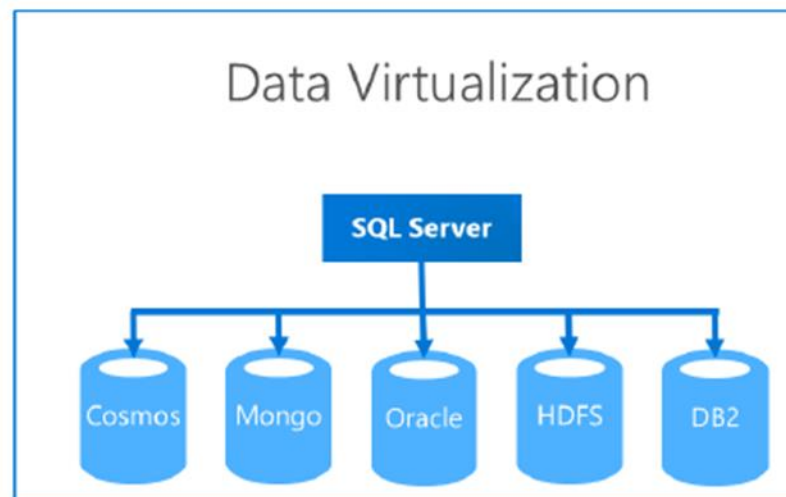 Data Virtualization
SQL Server
Cosmos
Mongo
Oracle
HDFS
DB2